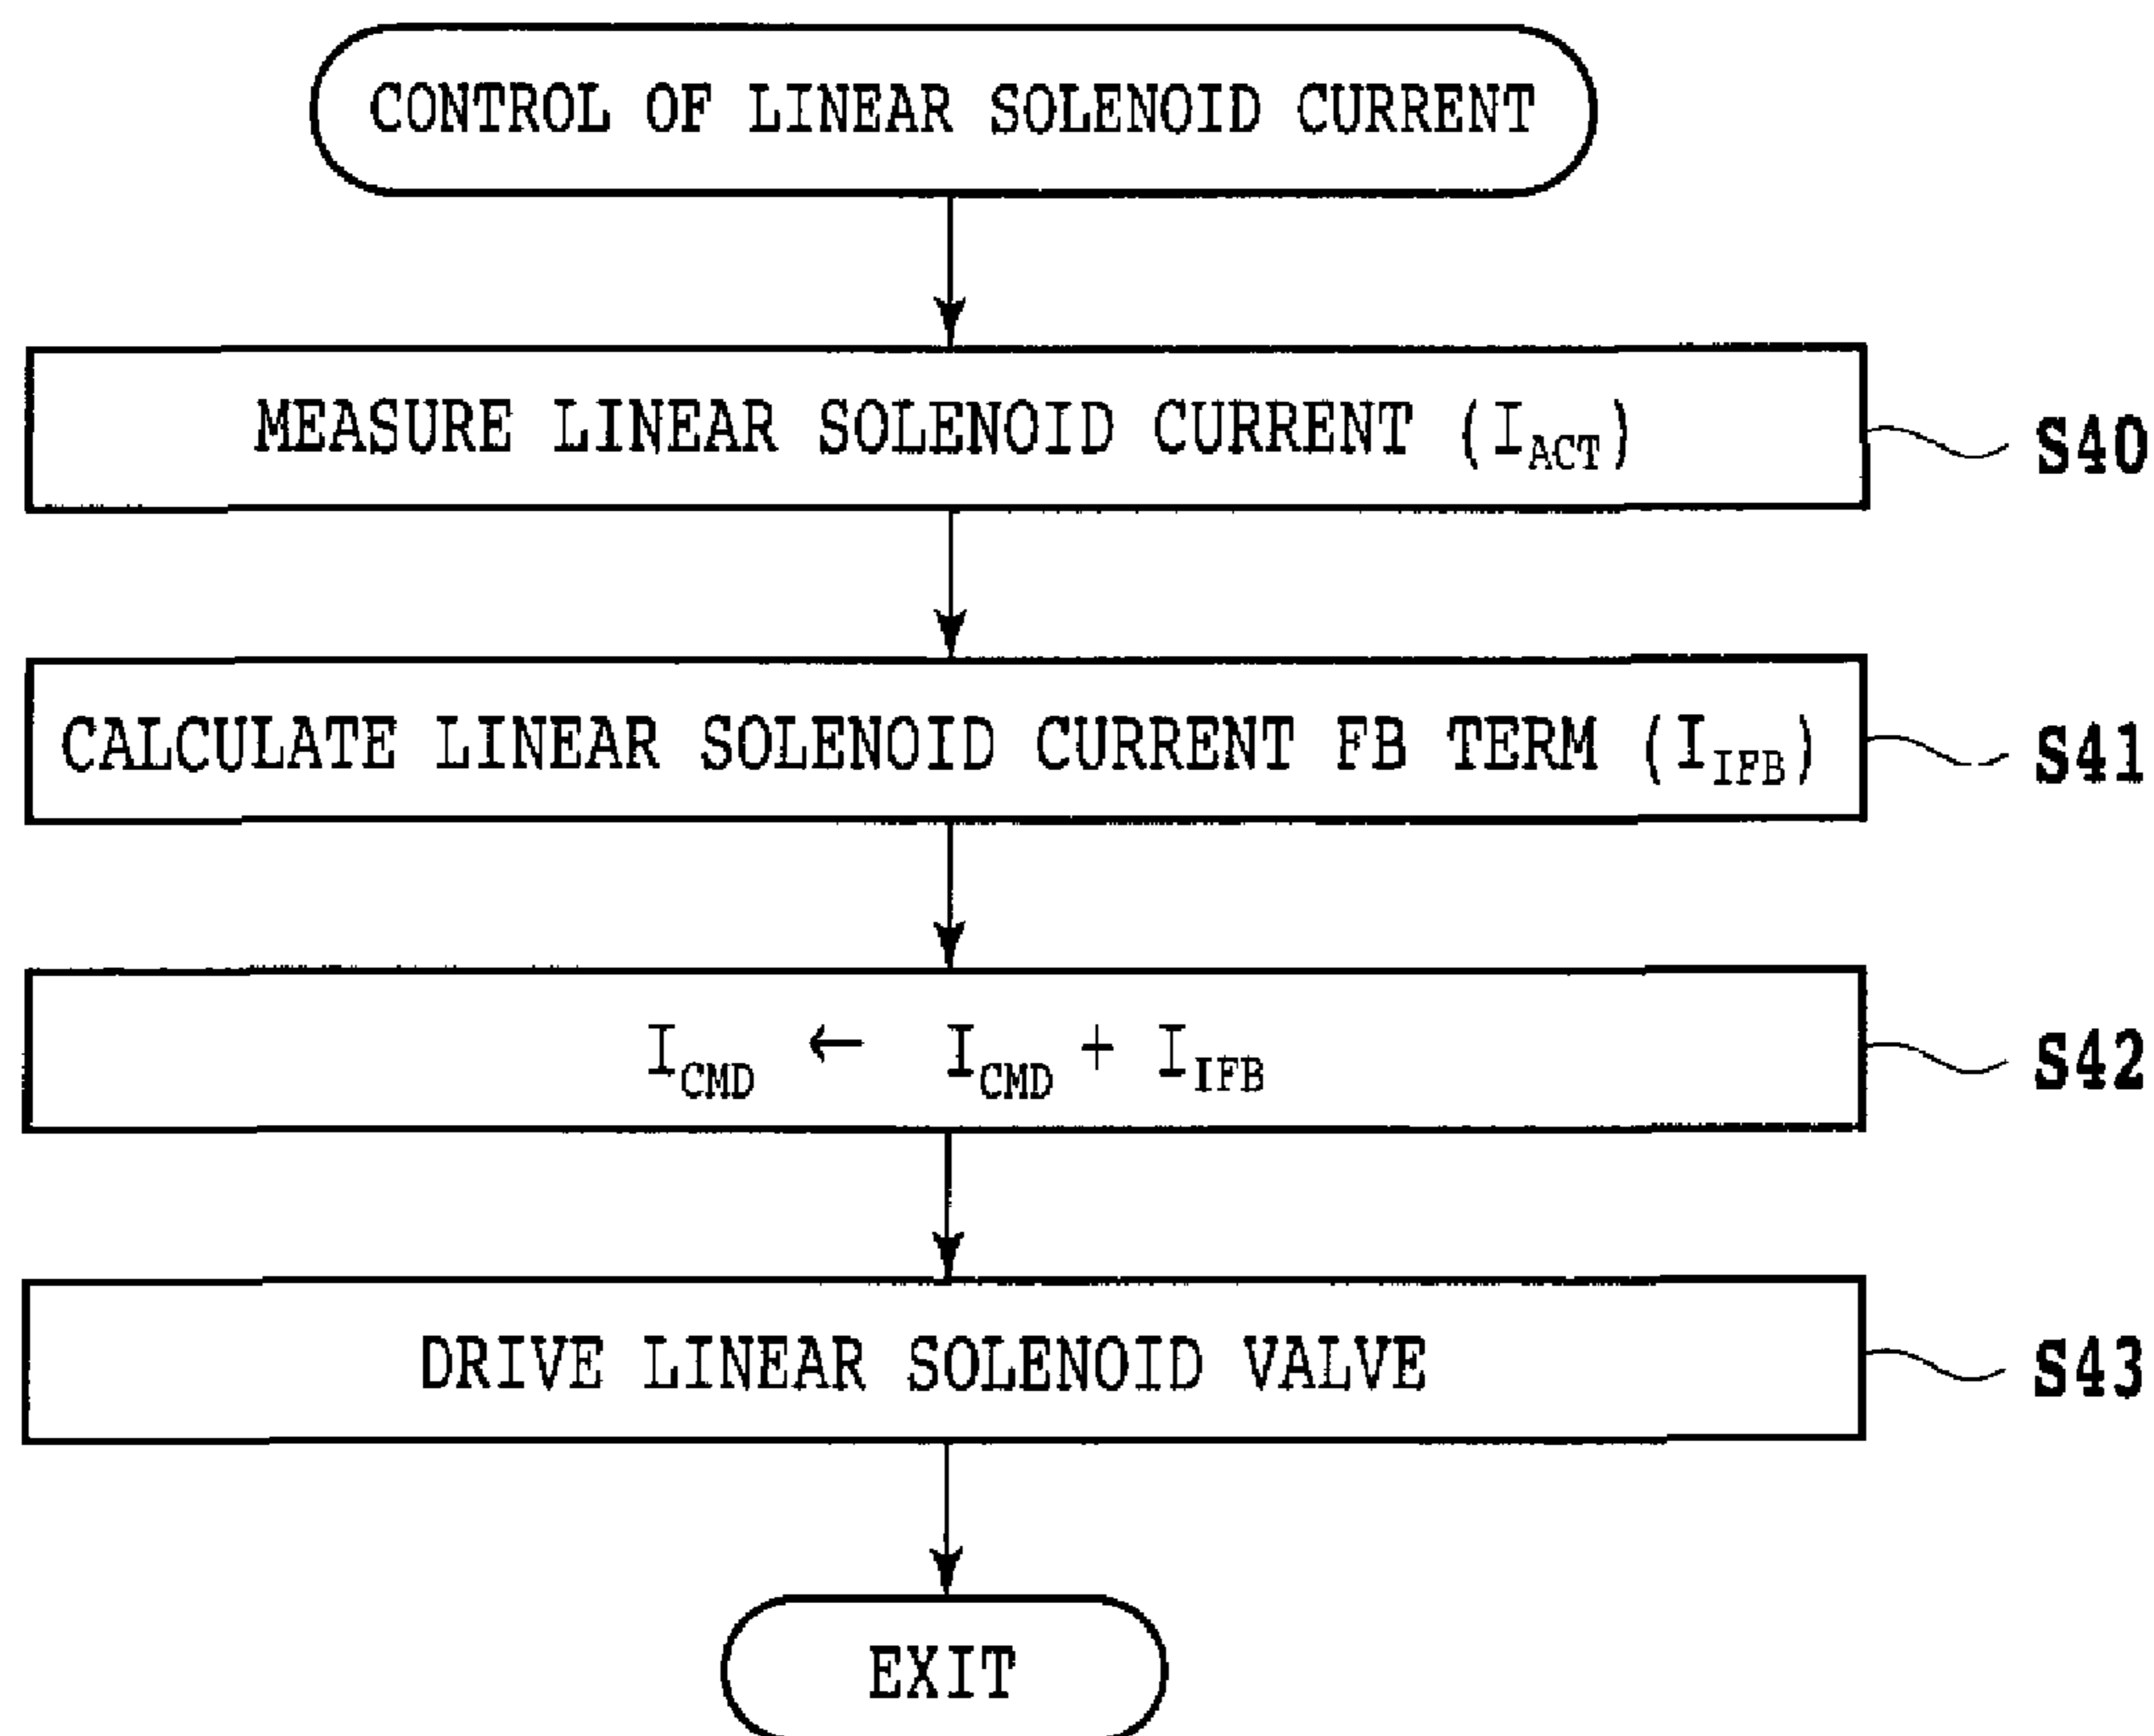 CONTROL OF LINEAR SOLENOID CURRENT
MEASURE LINEAR SOLENOID CURRENT (I_ACT) S40
CALCULATE LINEAR SOLENOID CURRENT FB TERM (I_IFB) S41
I_CMD ← I_CMD + I_IFB S42
DRIVE LINEAR SOLENOID VALVE S43
EXIT